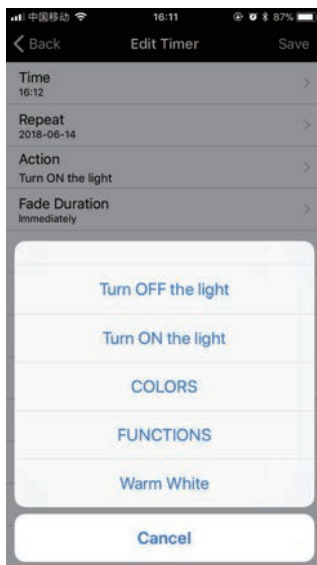 中国移动 16:11 87%
Back Edit Timer Save
Time
16:12
Repeat
2018-06-14
Action
Turn ON the light
Fade Duration
Immediately
Turn OFF the light
Turn ON the light
COLORS
FUNCTIONS
Warm White
Cancel